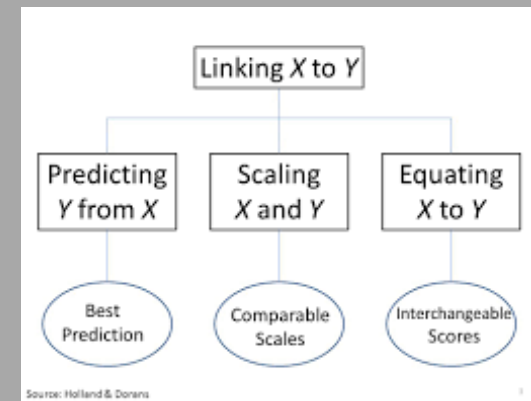 Linking X to Y
Predicting
Y from X
Scaling
X and Y
Equating
X to Y
Best
Prediction
Comparable
Scales
Interchangeable
Scores
Source: Holland & Dorans